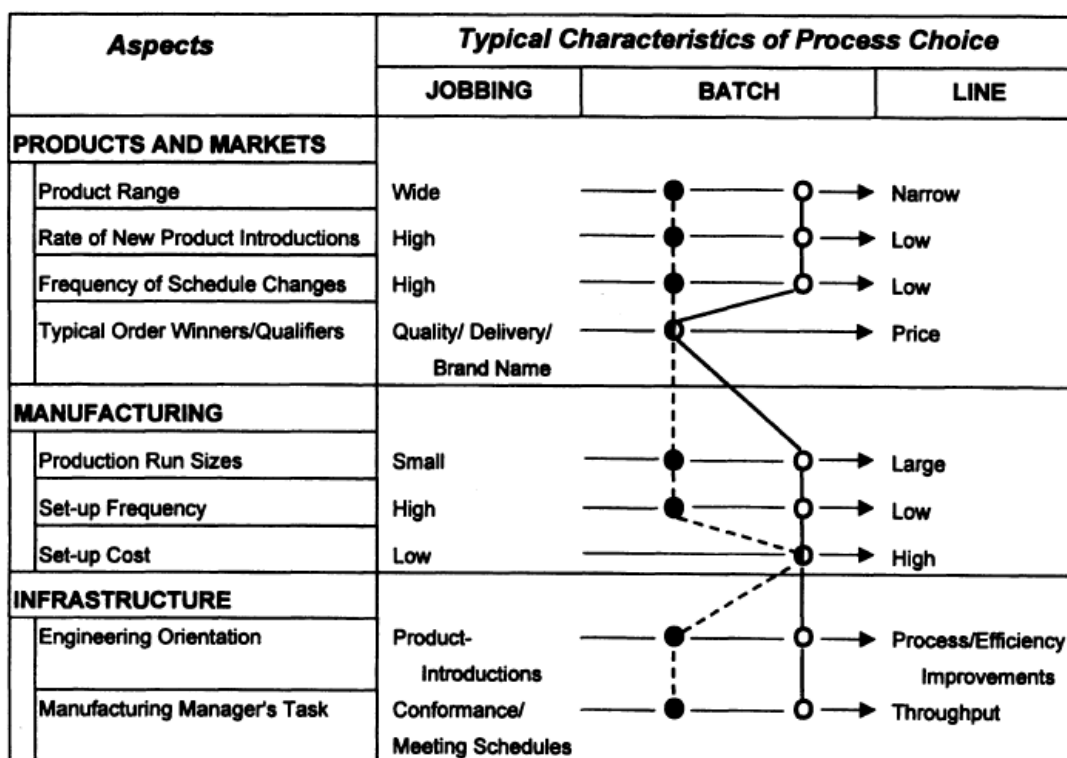 Aspects
Typical Characteristics of Process Choice
JOBBING
BATCH
LINE
PRODUCTS AND MARKETS
Product Range
Wide
Narrow
Rate of New Product Introductions
High
Low
Frequency of Schedule Changes
High
Low
Typical Order Winners/Qualifiers
Quality/ Delivery/
Brand Name
Price
MANUFACTURING
Production Run Sizes
Small
Large
Set-up Frequency
High
Low
Set-up Cost
Low
High
INFRASTRUCTURE
Engineering Orientation
Product-
Introductions
Process/Efficiency
Improvements
Manufacturing Manager's Task
Conformance/
Meeting Schedules
Throughput